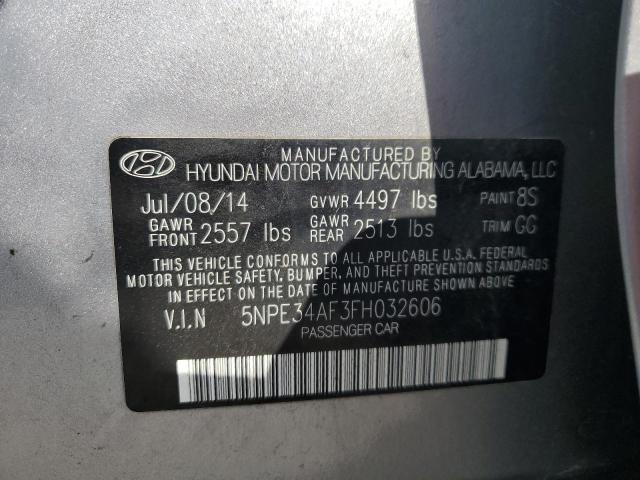 MANUFACTURED BY
HYUNDAI MOTOR MANUFACTURING ALABAMA, LLC
Jul/08/14 GVWR 4497 lbs PAINT 8S
GAWR FRONT 2557 lbs GAWR REAR 2513 lbs TRIM GG
THIS VEHICLE CONFORMS TO ALL APPLICABLE U.S.A. FEDERAL
MOTOR VEHICLE SAFETY, BUMPER, AND THEFT PREVENTION STANDARDS
IN EFFECT ON THE DATE OF MANUFACTURE SHOWN ABOVE
V.I.N 5NPE34AF3FH032606
PASSENGER CAR